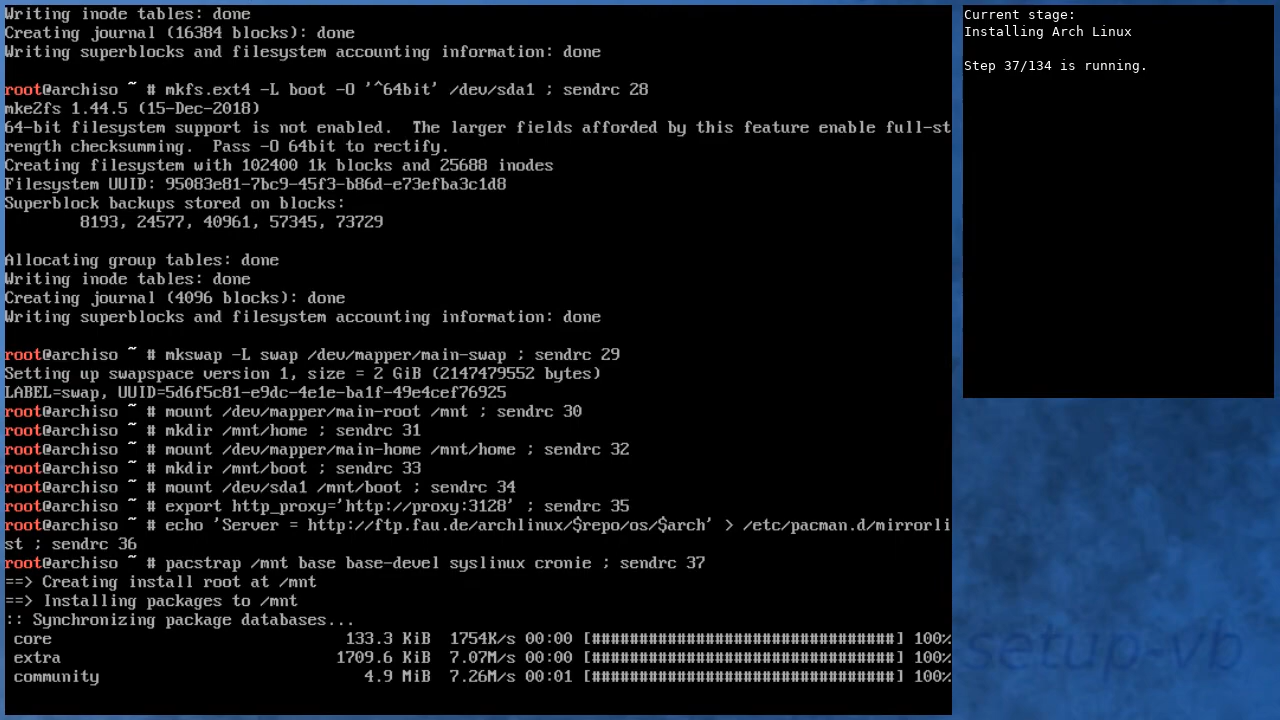 Writing inode tables: done
Creating journal (16384 blocks): done
Writing superblocks and filesystem accounting information: done
root@archiso ~ # mkfs.ext4 -L boot -O '^64bit' /dev/sda1 ; sendrc 28
mke2fs 1.44.5 (15-Dec-2018)
64-bit filesystem support is not enabled.  The larger fields afforded by this feature enable full-st
rength checksumming.  Pass -O 64bit to rectify.
Creating filesystem with 102400 1k blocks and 25688 inodes
Filesystem UUID: 95083e81-7bc9-45f3-b86d-e73efba3c1d8
Superblock backups stored on blocks:
        8193, 24577, 40961, 57345, 73729
Allocating group tables: done
Writing inode tables: done
Creating journal (4096 blocks): done
Writing superblocks and filesystem accounting information: done
root@archiso ~ # mkswap -L swap /dev/mapper/main-swap ; sendrc 29
Setting up swapspace version 1, size = 2 GiB (2147479552 bytes)
LABEL=swap, UUID=5d6f5c81-e9dc-4e1e-ba1f-49e4cef76925
root@archiso ~ # mount /dev/mapper/main-root /mnt ; sendrc 30
root@archiso ~ # mkdir /mnt/home ; sendrc 31
root@archiso ~ # mount /dev/mapper/main-home /mnt/home ; sendrc 32
root@archiso ~ # mkdir /mnt/boot ; sendrc 33
root@archiso ~ # mount /dev/sda1 /mnt/boot ; sendrc 34
root@archiso ~ # export http_proxy='http://proxy:3128' ; sendrc 35
root@archiso ~ # echo 'Server = http://ftp.fau.de/archlinux/$repo/os/$arch' > /etc/pacman.d/mirrorli
st ; sendrc 36
root@archiso ~ # pacstrap /mnt base base-devel syslinux cronie ; sendrc 37
==> Creating install root at /mnt
==> Installing packages to /mnt
:: Synchronizing package databases...
 core                               133.3 KiB  1754K/s 00:00 [################################] 100%
 extra                             1709.6 KiB  7.07M/s 00:00 [################################] 100%
 community                            4.9 MiB  7.26M/s 00:01 [################################] 100%
Current stage:
Installing Arch Linux
Step 37/134 is running.
setup-vb